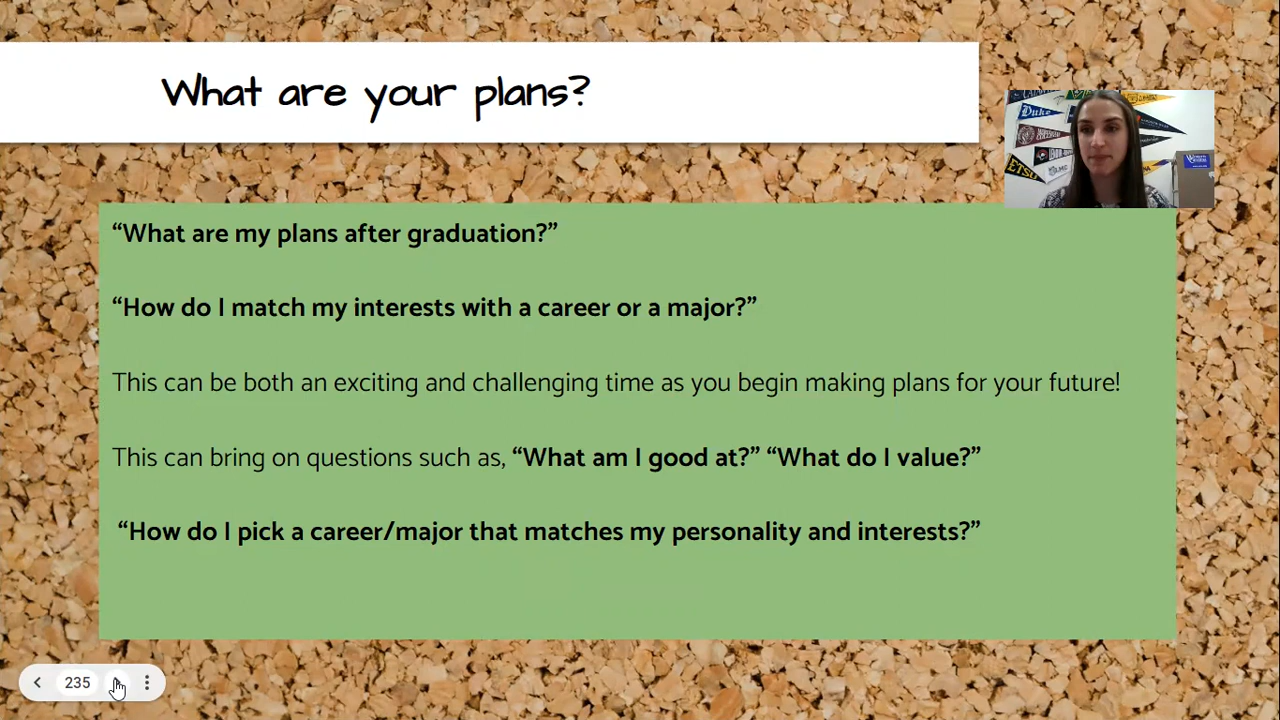 What are your plans?
Duke
ETSU
“What are my plans after graduation?”
“How do I match my interests with a career or a major?”
This can be both an exciting and challenging time as you begin making plans for your future!
This can bring on questions such as, “What am I good at?” “What do I value?”
“How do I pick a career/major that matches my personality and interests?”
235